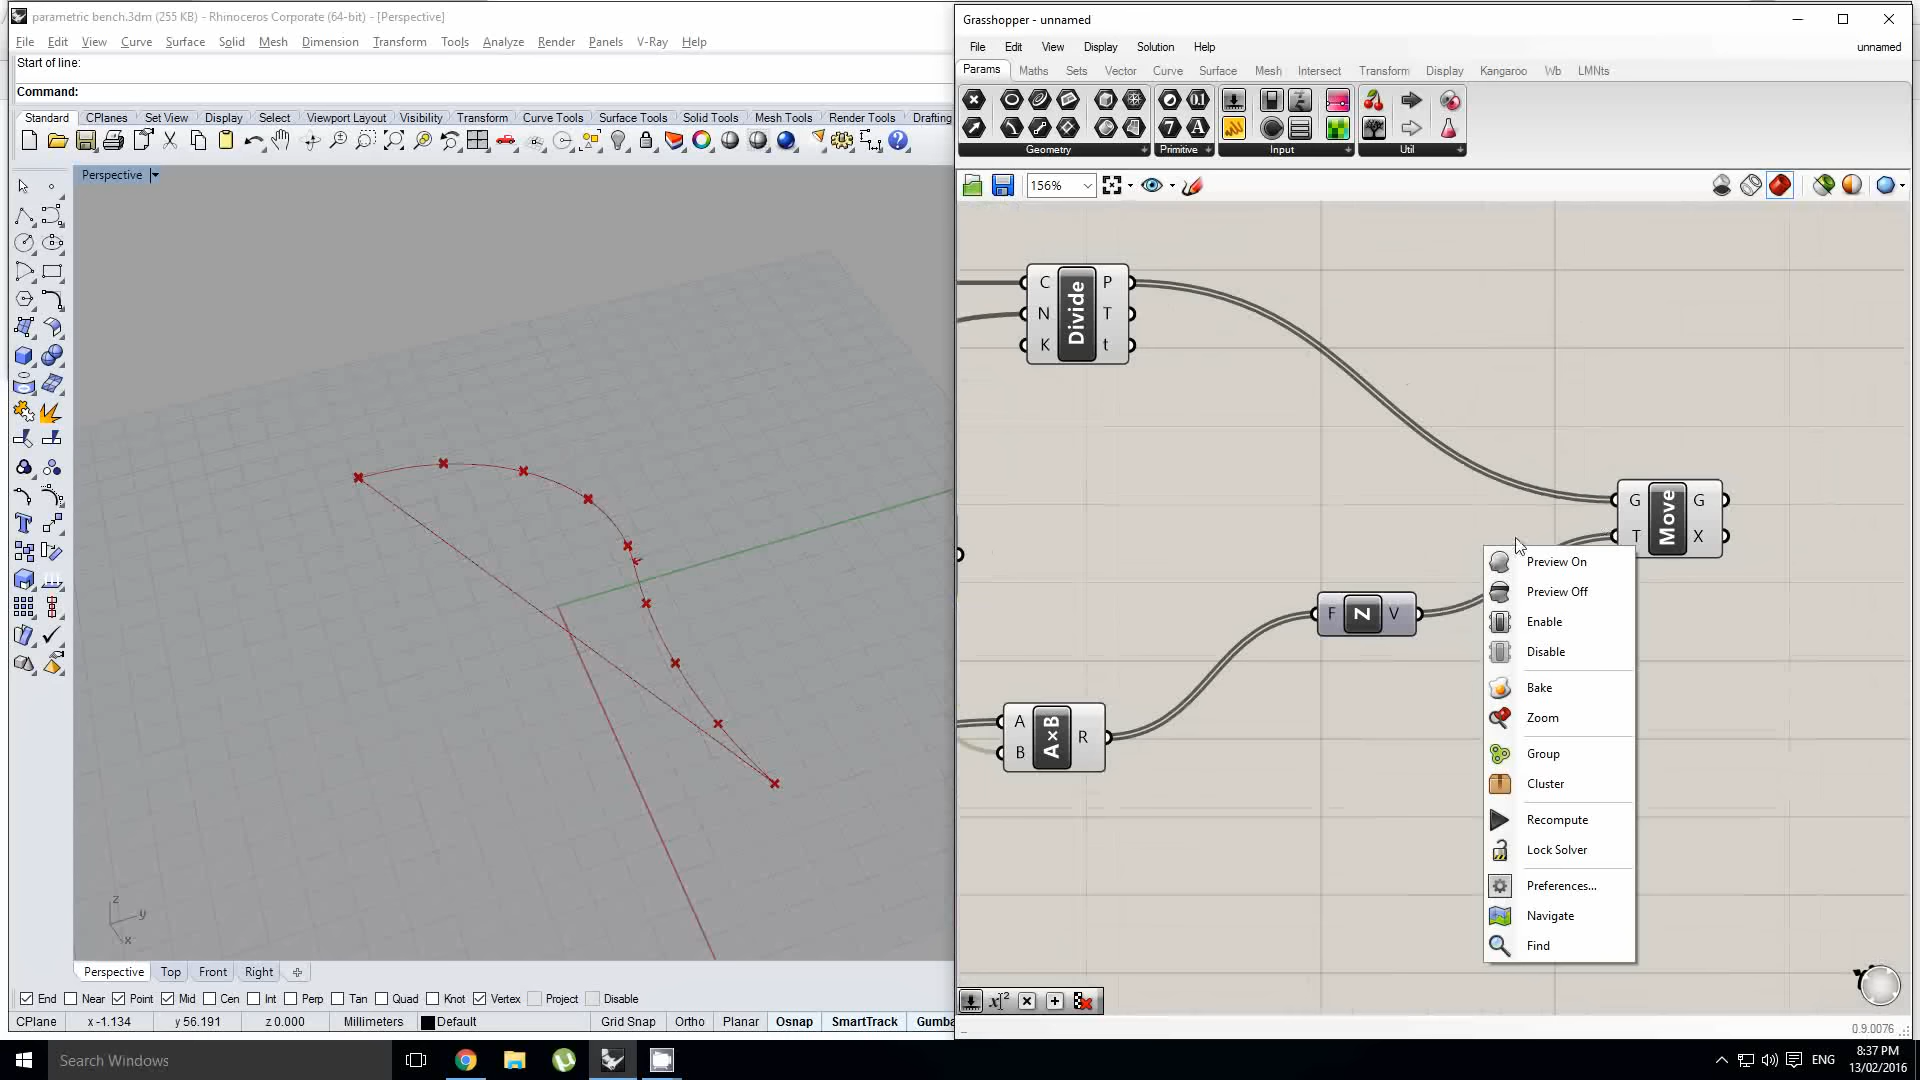 parametric bench.3dm (255 KB) - Rhinoceros Corporate (64-bit) - [Perspective]
File Edit View Curve Surface Solid Mesh Dimension Transform Tools Analyze Render Panels V-Ray Help
Start of line:
Command:
Standard CPlanes Set View Display Select Viewport Layout Visibility Transform Curve Tools Surface Tools Solid Tools Mesh Tools Render Tools Drafting
Perspective
z
y
x
Perspective Top Front Right
End Near Point Mid Cen Int Perp Tan Quad Knot Vertex Project Disable
CPlane x -1.134 y 56.191 z 0.000 Millimeters Default Grid Snap Ortho Planar Osnap SmartTrack Gumba
Grasshopper - unnamed
File Edit View Display Solution Help unnamed
Params Maths Sets Vector Curve Surface Mesh Intersect Transform Display Kangaroo Wb LMNts
Geometry Primitive Input Util
156%
C Divide P
N T
K t
G Move G
T X
F Z V
A A×B R
B
Preview On
Preview Off
Enable
Disable
Bake
Zoom
Group
Cluster
Recompute
Lock Solver
Preferences...
Navigate
Find
0.9.0076
Search Windows
ENG
8:37 PM
13/02/2016